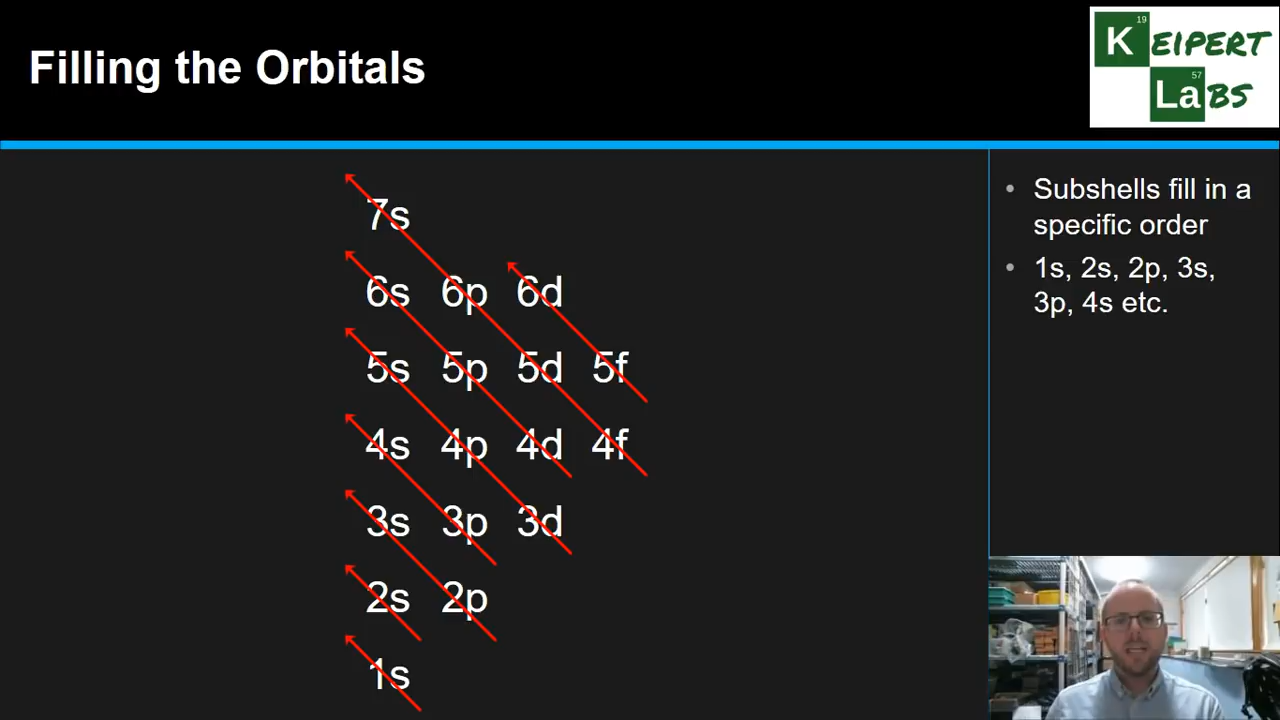 Filling the Orbitals
19
K EIPERT
57
LaBS
7s
6s 6p 6d
5s 5p 5d 5f
4s 4p 4d 4f
3s 3p 3d
2s 2p
1s
• Subshells fill in a
specific order
• 1s, 2s, 2p, 3s,
3p, 4s etc.